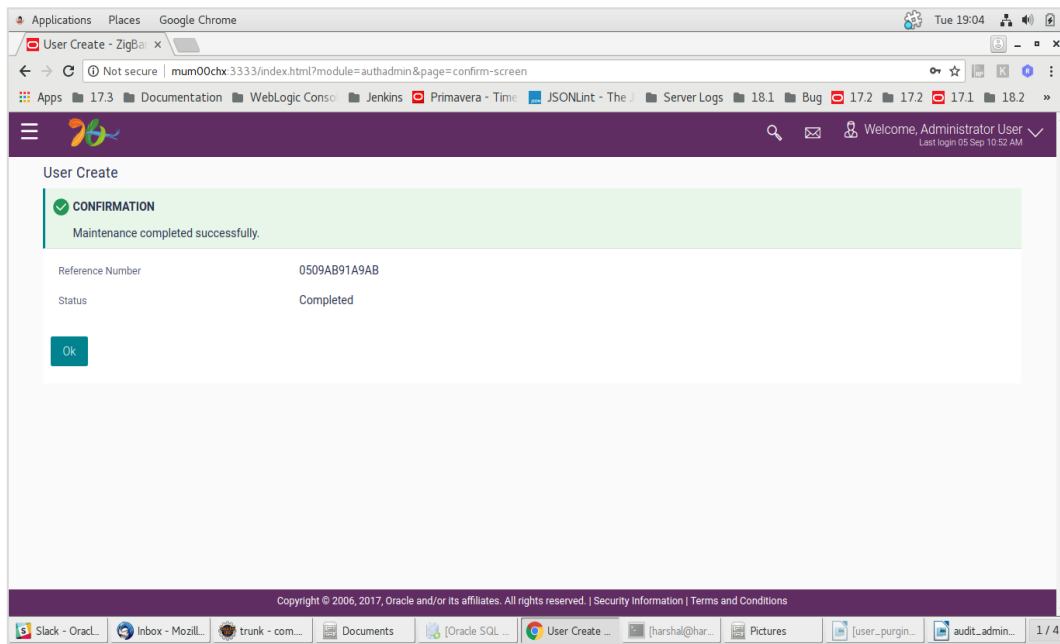 Applications Places Google Chrome Tue 19:04
User Create - ZigBa
Not secure | mum00chx:3333/index.html?module=authadmin&page=confirm-screen
Apps 17.3 Documentation WebLogic Conso Jenkins Primavera - Time JSONLint - The J Server Logs 18.1 Bug 17.2 17.2 17.1 18.2 »
Welcome, Administrator User
Last login 05 Sep 10:52 AM
User Create
CONFIRMATION
Maintenance completed successfully.
Reference Number 0509AB91A9AB
Status Completed
Ok
Copyright © 2006, 2017, Oracle and/or its affiliates. All rights reserved. | Security Information | Terms and Conditions
Slack - Oracl... Inbox - Mozill... trunk - com.... Documents [Oracle SQL ... User Create ... [harshal@har... Pictures [user_purgin... audit_admin... 1 / 4